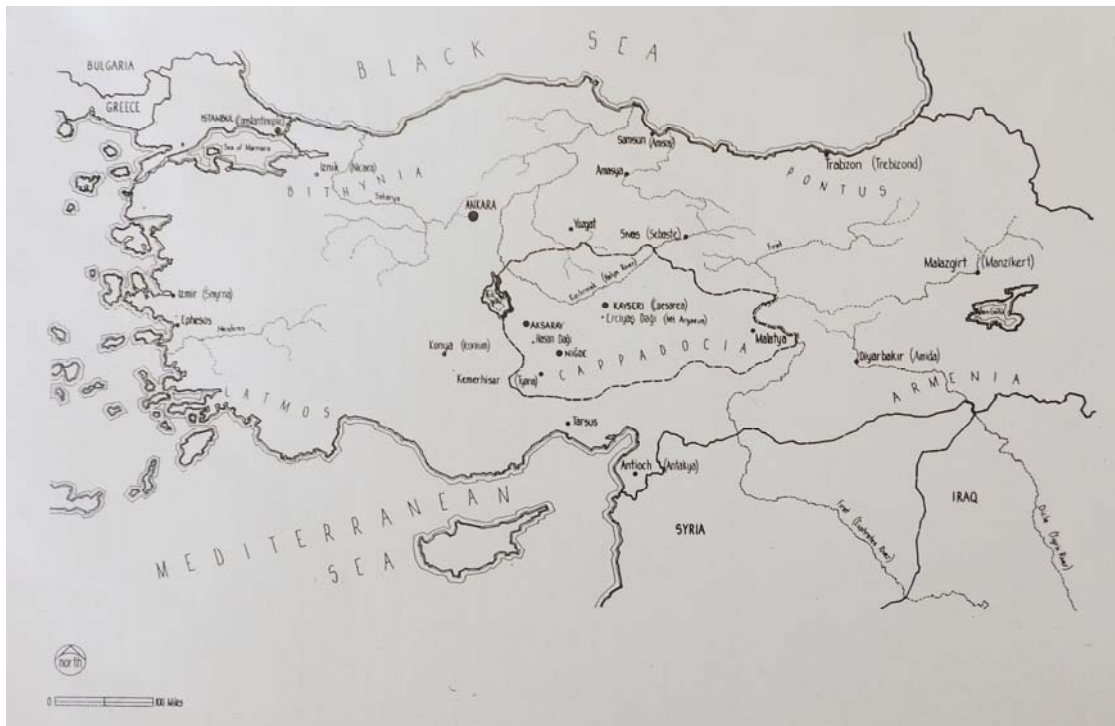 BLACK SEA
BULGARIA
GREECE
ISTANBUL (Constantinople)
Sea of Marmara
Samsun (Amisus)
Trabzon (Trebizond)
Iznik (Nicaea)
BITHYNIA
Amasya
PONTUS
Sakarya
ANKARA
Yozgat
Sivas (Sebaste)
Fırat
Malazgirt (Manzikert)
Kızılırmak (Halys River)
Izmir (Smyrna)
KAYSERI (Caesarea)
Erciyaş Dağı (Mt Argaeus)
Ephesos
AKSARAY
Malatya
Menderes
Hasan Dağı
Konya (Iconium)
NIĞDE
Diyarbakır (Amida)
CAPPADOCIA
Kemerhisar (Tyana)
ARMENIA
LATMOS
Tarsus
Antioch (Antakya)
MEDITERRANEAN
SEA
SYRIA
IRAQ
Fırat (Euphrates River)
Dicle (Tigris River)
north
0 100 Miles